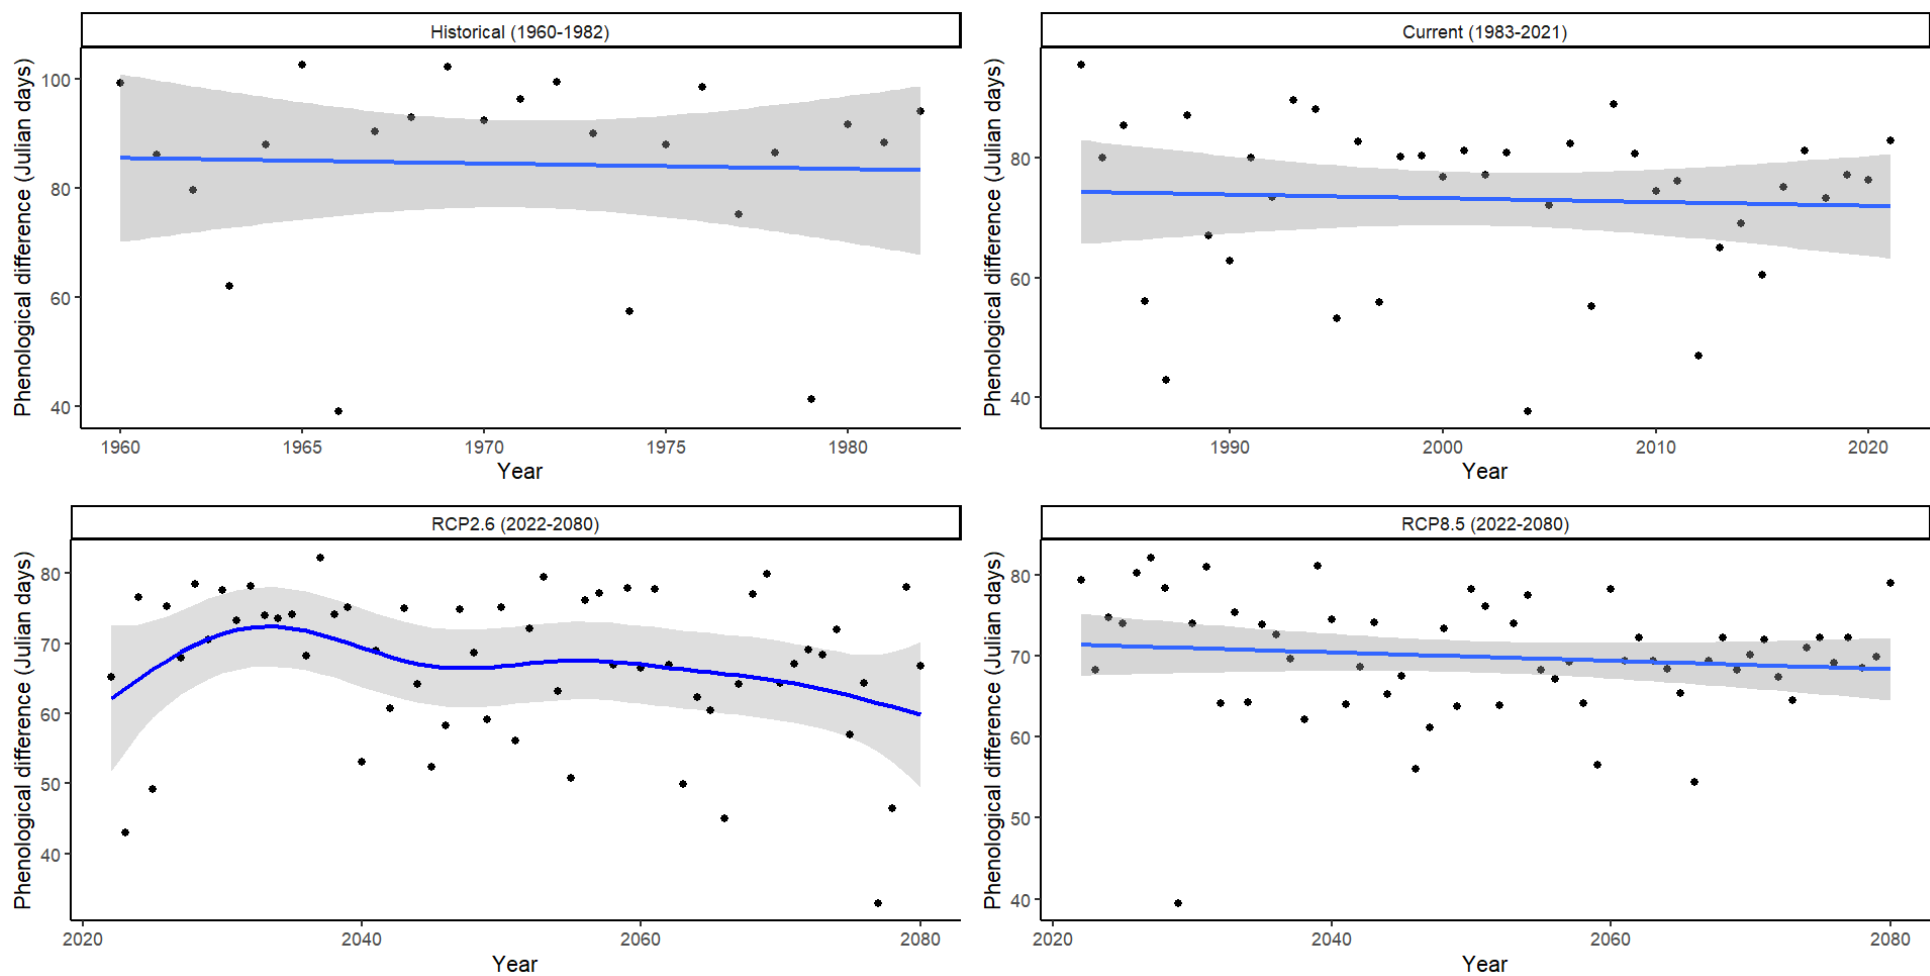 Historical (1960-1982)
Phenological difference (Julian days)
100
80
60
40
1960
1965
1970
1975
1980
Year
Current (1983-2021)
Phenological difference (Julian days)
80
60
40
1990
2000
2010
2020
Year
RCP2.6 (2022-2080)
Phenological difference (Julian days)
80
70
60
50
40
2020
2040
2060
2080
Year
RCP8.5 (2022-2080)
Phenological difference (Julian days)
80
70
60
50
40
2020
2040
2060
2080
Year